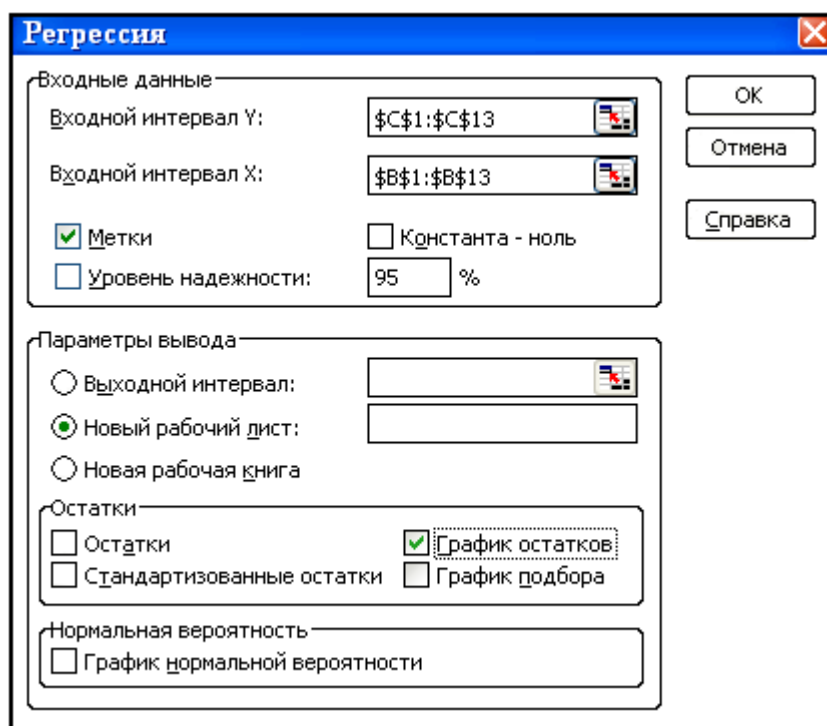 Регрессия
Входные данные
Входной интервал Y: $C$1:$C$13
Входной интервал X: $B$1:$B$13
Метки Константа - ноль
Уровень надежности: 95 %
OK
Отмена
Справка
Параметры вывода
Выходной интервал:
Новый рабочий лист:
Новая рабочая книга
Остатки
Остатки График остатков
Стандартизованные остатки График подбора
Нормальная вероятность
График нормальной вероятности